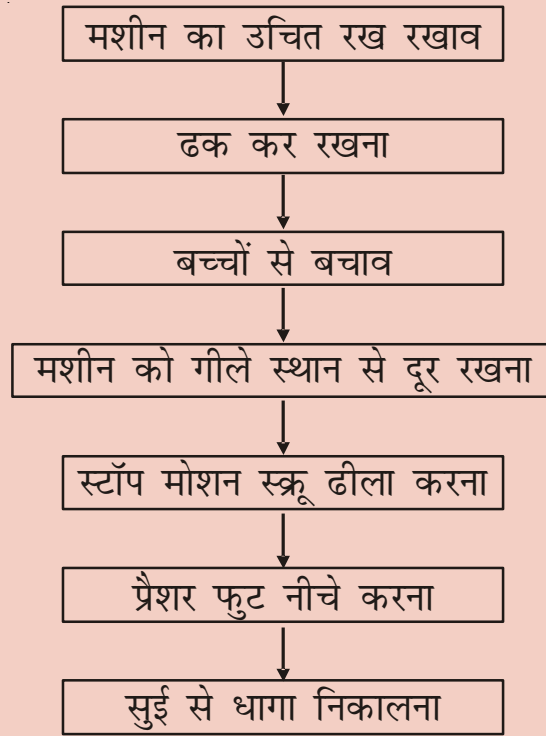 मशीन का उचित रख रखाव
ढक कर रखना
बच्चों से बचाव
मशीन को गीले स्थान से दूर रखना
स्टॉप मोशन स्क्रू ढीला करना
प्रैशर फुट नीचे करना
सुई से धागा निकालना